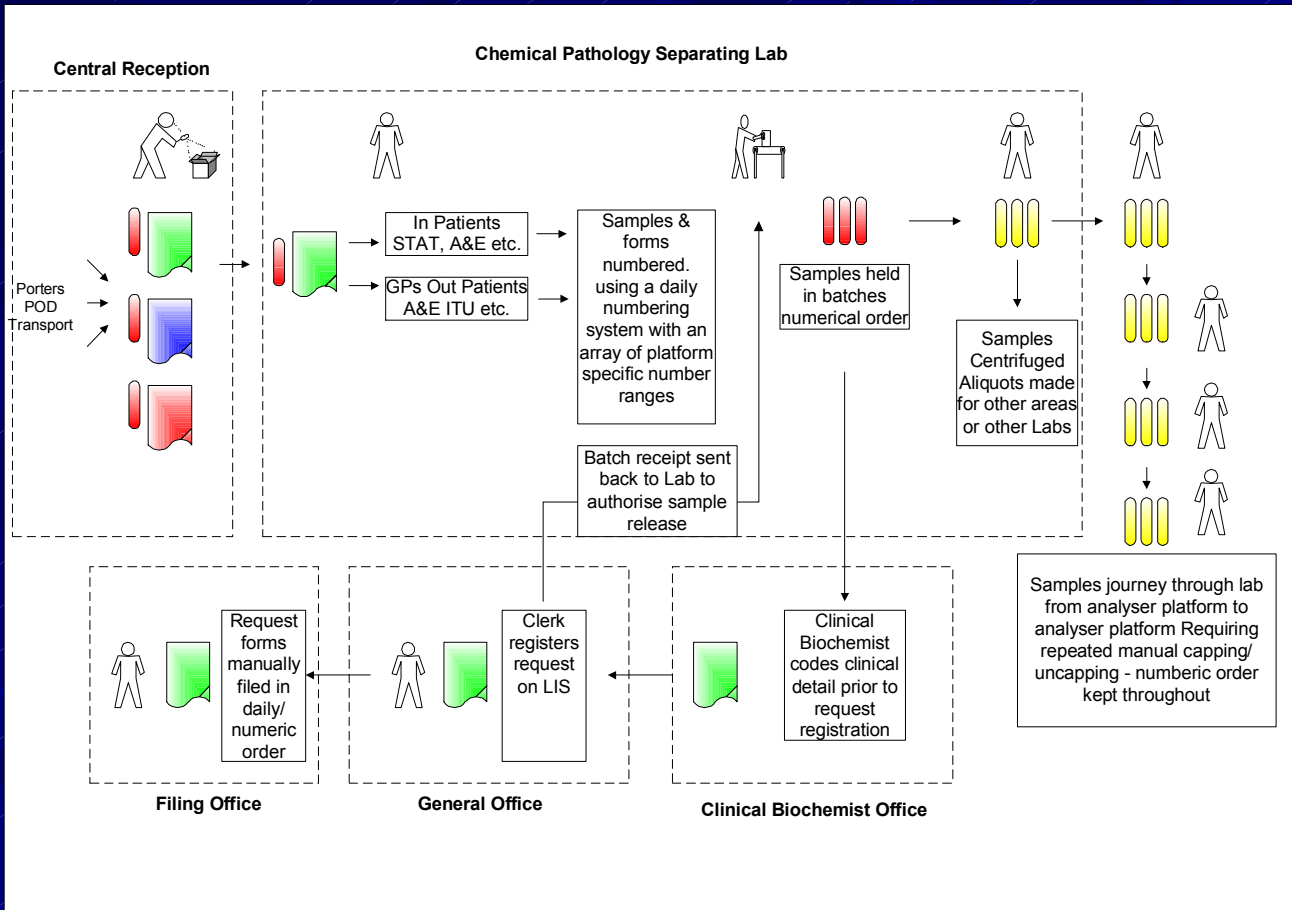 Central Reception
Chemical Pathology Separating Lab
Porters
POD
Transport
In Patients
STAT, A&E etc.
GPs Out Patients
A&E ITU etc.
Samples &
forms
numbered.
using a daily
numbering
system with an
array of platform
specific number
ranges
Samples held
in batches
numerical order
Samples
Centrifuged
Aliquots made
for other areas
or other Labs
Batch receipt sent
back to Lab to
authorise sample
release
Samples journey through lab
from analyser platform to
analyser platform Requiring
repeated manual capping/
uncapping - numberic order
kept throughout
Request
forms
manually
filed in
daily/
numeric
order
Clerk
registers
request
on LIS
Clinical
Biochemist
codes clinical
detail prior to
request
registration
Filing Office
General Office
Clinical Biochemist Office